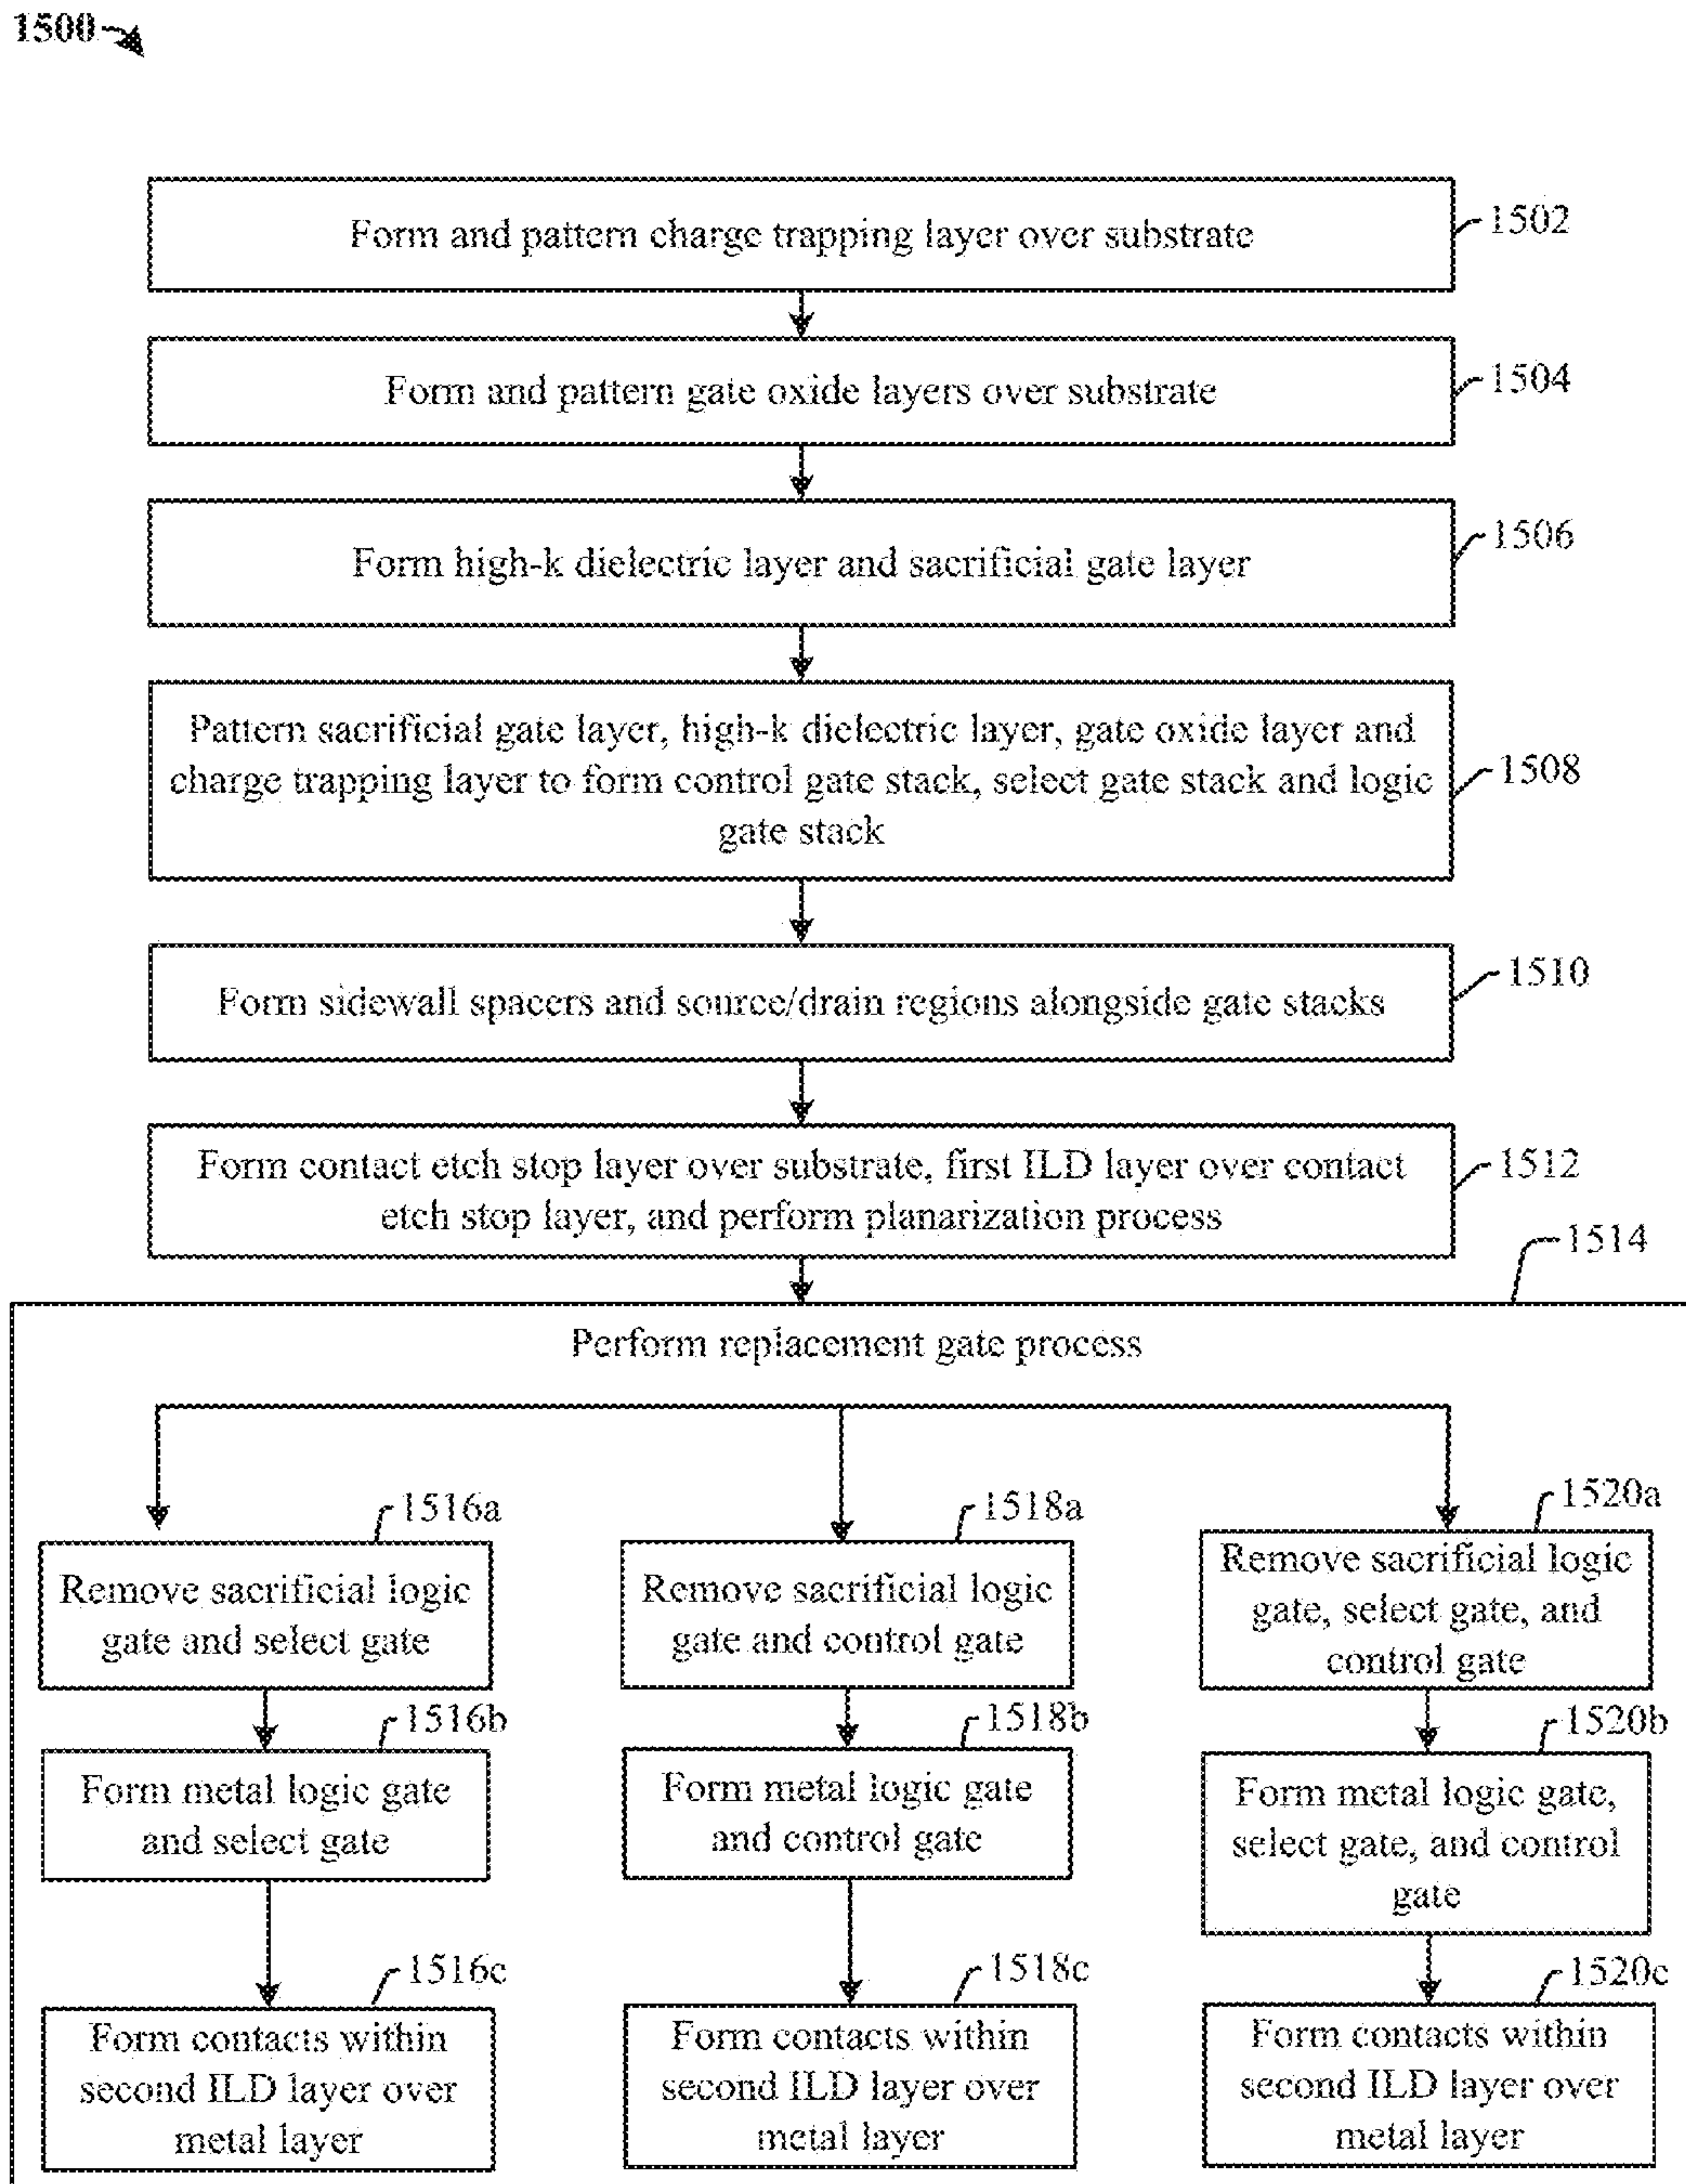 1500
Form and pattern charge trapping layer over substrate
1502
Form and pattern gate oxide layers over substrate
1504
Form high-k dielectric layer and sacrificial gate layer
1506
Pattern sacrificial gate layer, high-k dielectric layer, gate oxide layer and
charge trapping layer to form control gate stack, select gate stack and logic
gate stack
1508
Form sidewall spacers and source/drain regions alongside gate stacks
1510
Form contact etch stop layer over substrate, first ILD layer over contact
etch stop layer, and perform planarization process
1512
1514
Perform replacement gate process
1516a
Remove sacrificial logic
gate and select gate
1516b
Form metal logic gate
and select gate
1516c
Form contacts within
second ILD layer over
metal layer
1518a
Remove sacrificial logic
gate and control gate
1518b
Form metal logic gate
and control gate
1518c
Form contacts within
second ILD layer over
metal layer
1520a
Remove sacrificial logic
gate, select gate, and
control gate
1520b
Form metal logic gate,
select gate, and control
gate
1520c
Form contacts within
second ILD layer over
metal layer